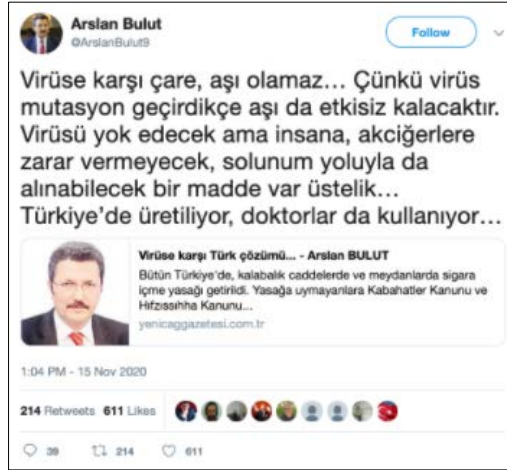 Arslan Bulut
@ArslanBulut9
Follow
Virüse karşı çare, aşı olamaz... Çünkü virüs
mutasyon geçirdikçe aşı da etkisiz kalacaktır.
Virüsü yok edecek ama insana, akciğerlere
zarar vermeyecek, solunum yoluyla da
alınabilecek bir madde var üstelik...
Türkiye'de üretiliyor, doktorlar da kullanıyor...
Virüse karşı Türk çözümü... - Arslan BULUT
Bütün Türkiye'de, kalabalık caddelerde ve meydanlarda sigara
içme yasağı getirildi. Yasağa uymayanlara Kabahatler Kanunu ve
Hıfzıssıhha Kanunu...
yenicaggazetesi.com.tr
1:04 PM - 15 Nov 2020
214 Retweets 611 Likes
39 214 611